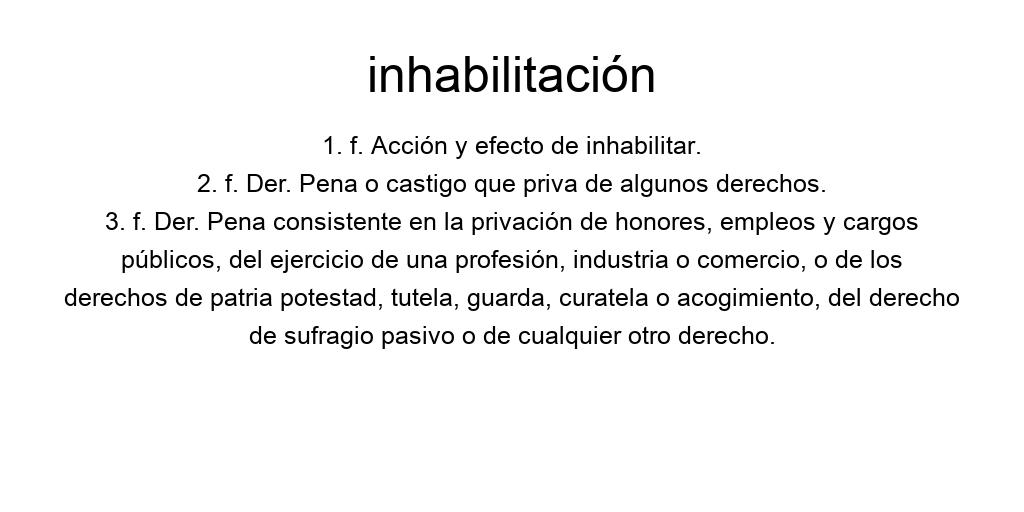 inhabilitación
1. f. Acción y efecto de inhabilitar.
2. f. Der. Pena o castigo que priva de algunos derechos.
3. f. Der. Pena consistente en la privación de honores, empleos y cargos
públicos, del ejercicio de una profesión, industria o comercio, o de los
derechos de patria potestad, tutela, guarda, curatela o acogimiento, del derecho
de sufragio pasivo o de cualquier otro derecho.